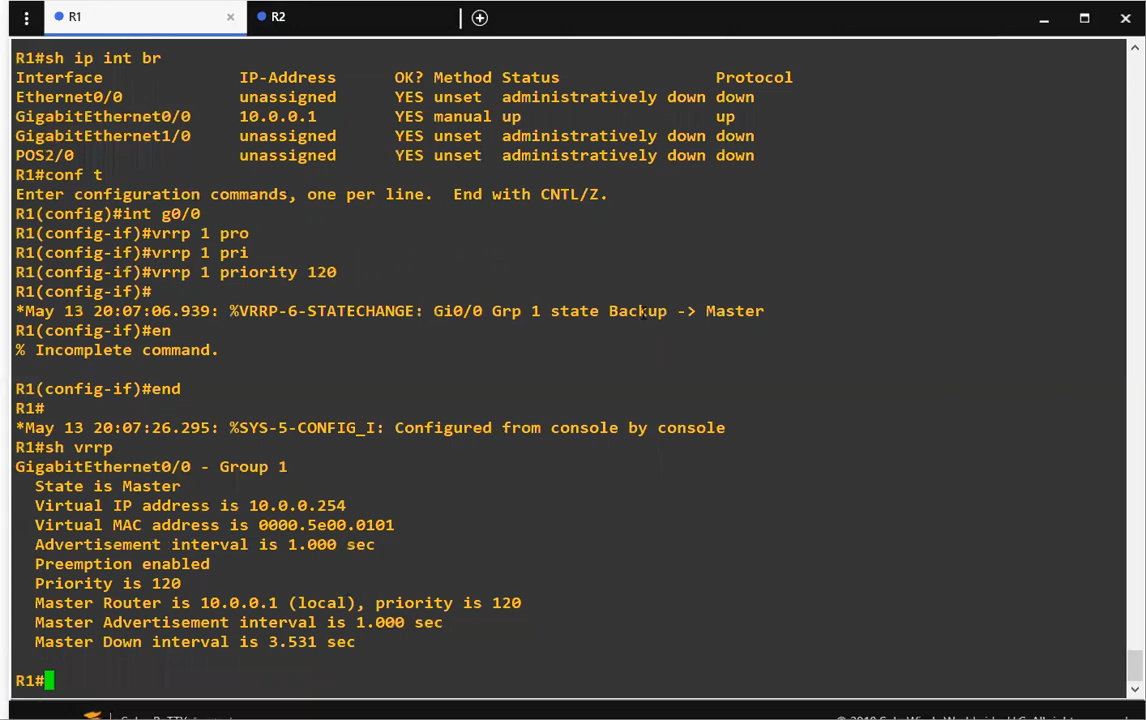 R1
R2
R1#sh ip int br
Interface IP-Address OK? Method Status Protocol
Ethernet0/0 unassigned YES unset administratively down down
GigabitEthernet0/0 10.0.0.1 YES manual up up
GigabitEthernet1/0 unassigned YES unset administratively down down
POS2/0 unassigned YES unset administratively down down
R1#conf t
Enter configuration commands, one per line. End with CNTL/Z.
R1(config)#int g0/0
R1(config-if)#vrrp 1 pro
R1(config-if)#vrrp 1 pri
R1(config-if)#vrrp 1 priority 120
R1(config-if)#
*May 13 20:07:06.939: %VRRP-6-STATECHANGE: Gi0/0 Grp 1 state Backup -> Master
R1(config-if)#en
% Incomplete command.
R1(config-if)#end
R1#
*May 13 20:07:26.295: %SYS-5-CONFIG_I: Configured from console by console
R1#sh vrrp
GigabitEthernet0/0 - Group 1
State is Master
Virtual IP address is 10.0.0.254
Virtual MAC address is 0000.5e00.0101
Advertisement interval is 1.000 sec
Preemption enabled
Priority is 120
Master Router is 10.0.0.1 (local), priority is 120
Master Advertisement interval is 1.000 sec
Master Down interval is 3.531 sec
R1#